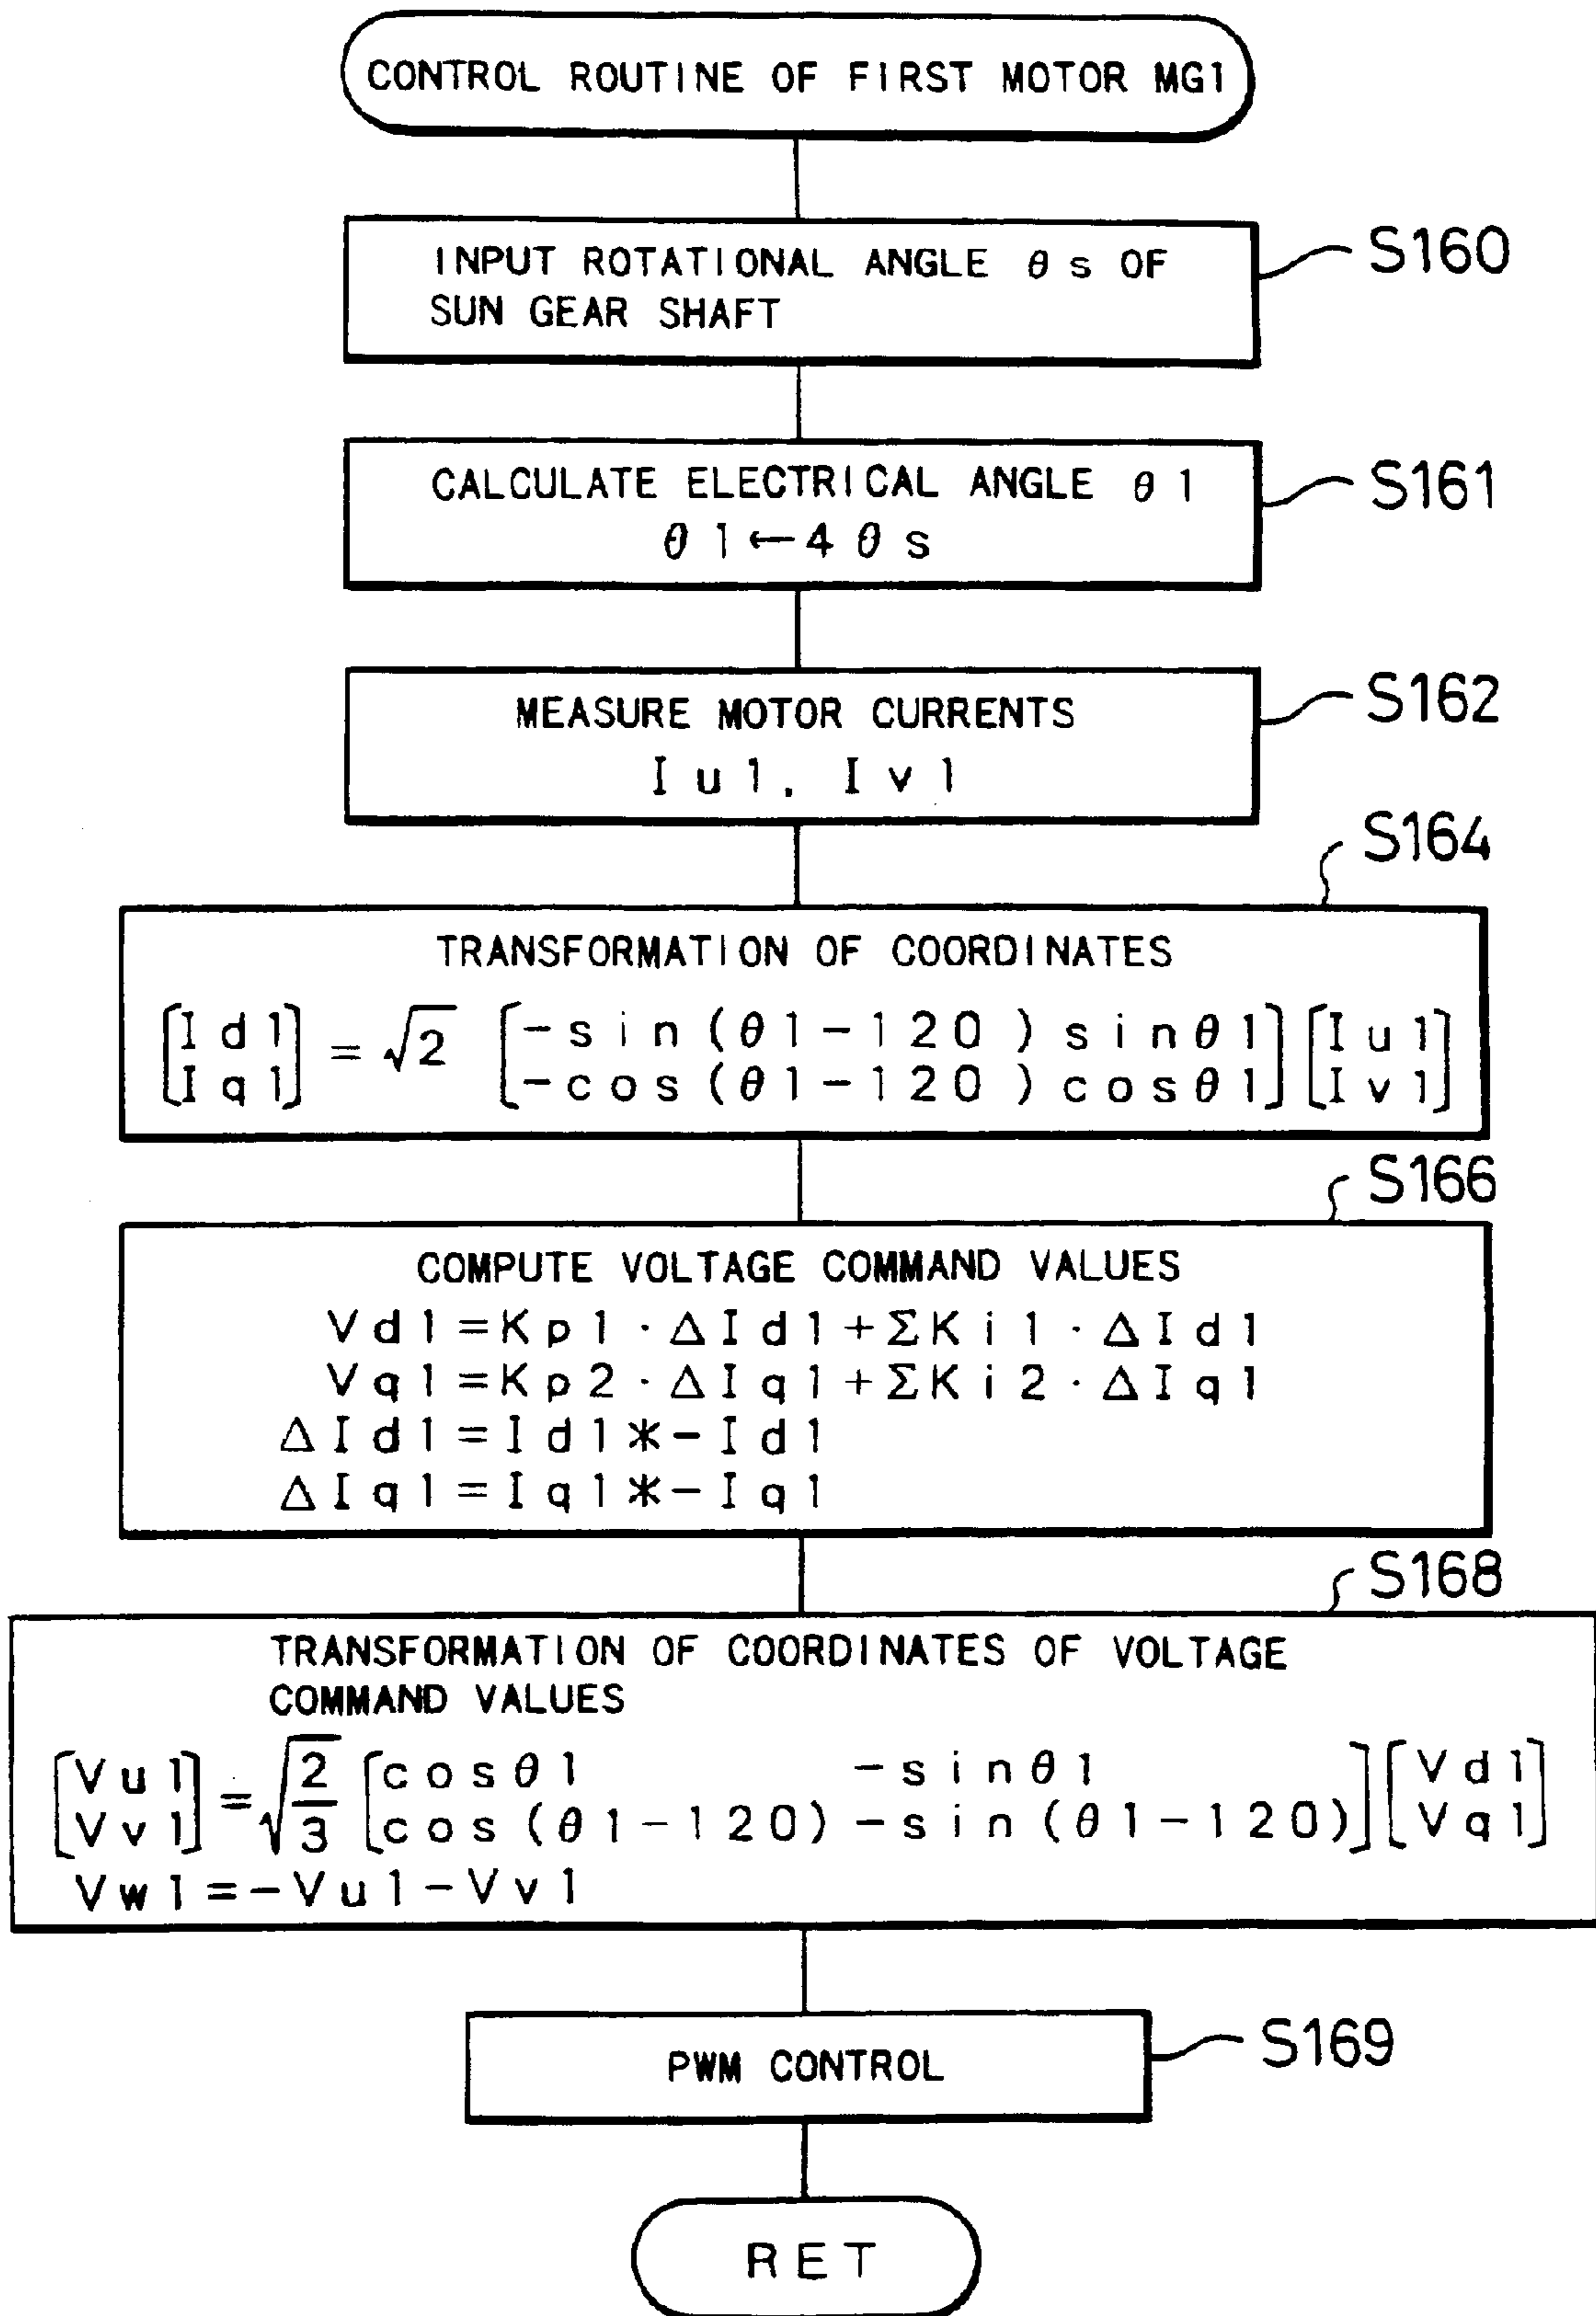 CONTROL ROUTINE OF FIRST MOTOR MG1
INPUT ROTATIONAL ANGLE θs OF
SUN GEAR SHAFT
S160
CALCULATE ELECTRICAL ANGLE θ1
θ1←4θs
S161
MEASURE MOTOR CURRENTS
Iu1, Iv1
S162
S164
TRANSFORMATION OF COORDINATES
[Id1] = √2 [-sin(θ1-120) sinθ1] [Iu1]
[Iq1] [-cos(θ1-120) cosθ1] [Iv1]
S166
COMPUTE VOLTAGE COMMAND VALUES
Vd1=Kp1·ΔId1+ΣKi1·ΔId1
Vq1=Kp2·ΔIq1+ΣKi2·ΔIq1
ΔId1=Id1*-Id1
ΔIq1=Iq1*-Iq1
S168
TRANSFORMATION OF COORDINATES OF VOLTAGE
COMMAND VALUES
[Vu1] = √2/3 [cosθ1 -sinθ1] [Vd1]
[Vv1] [cos(θ1-120) -sin(θ1-120)] [Vq1]
Vw1=-Vu1-Vv1
PWM CONTROL
S169
RET